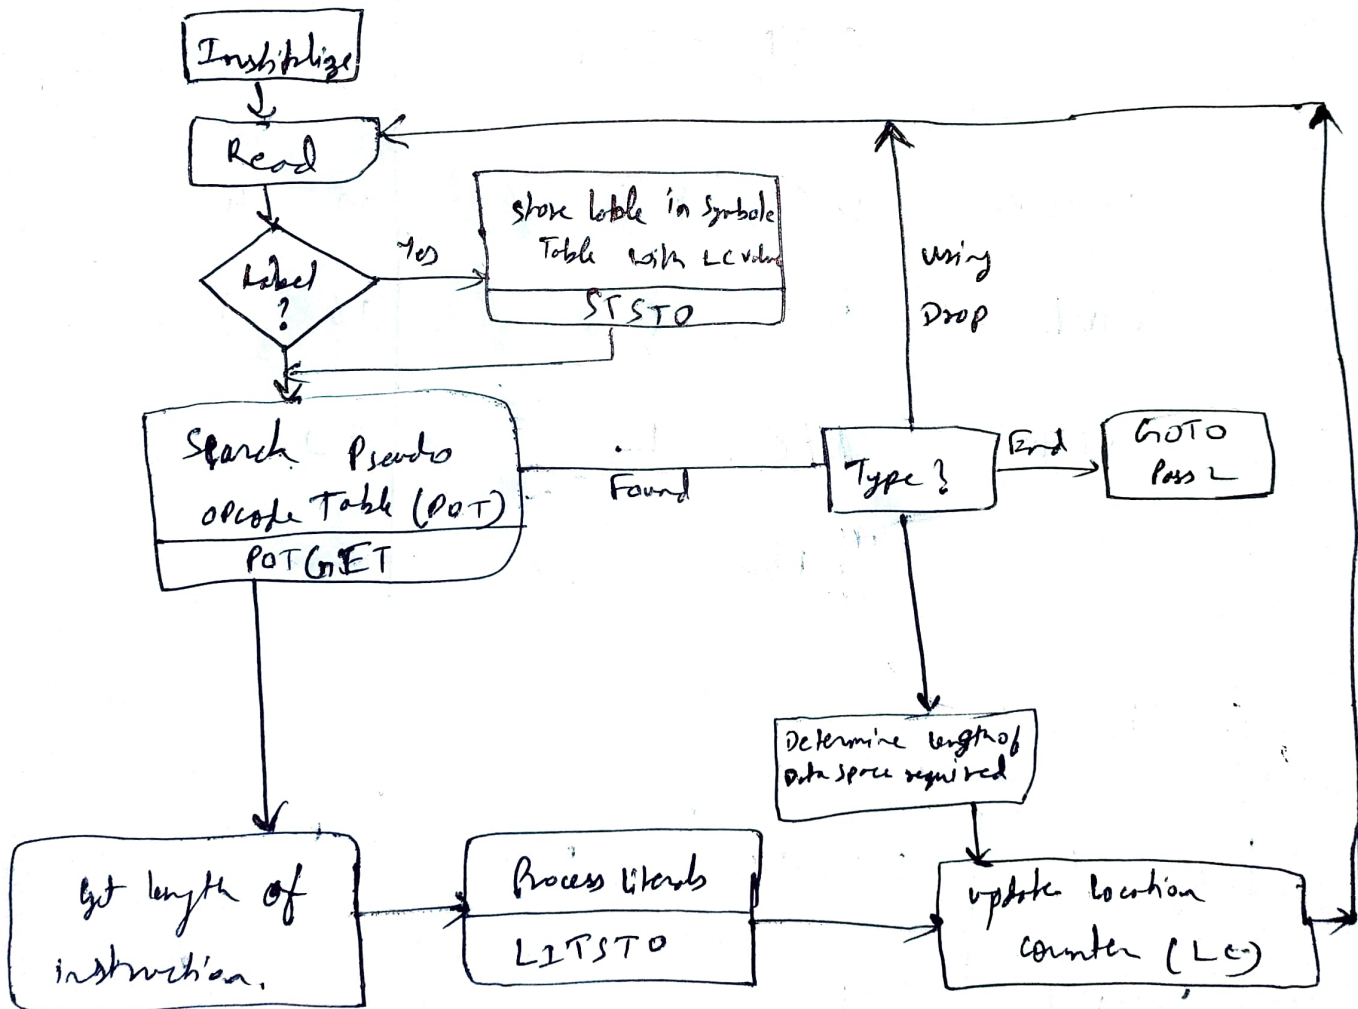 Instiplize
Read
Label
?
Yes
Store lable in Symbole
Table with LC value
STSTO
Using
Drop
Search Pseudo
opcode Table (POT)
POTGET
Found
Type ?
End
GOTO
Pass 2
Determine length of
Data space required
Get length of
instruction.
Process Literals
LITSTO
update Location
counter (LC)